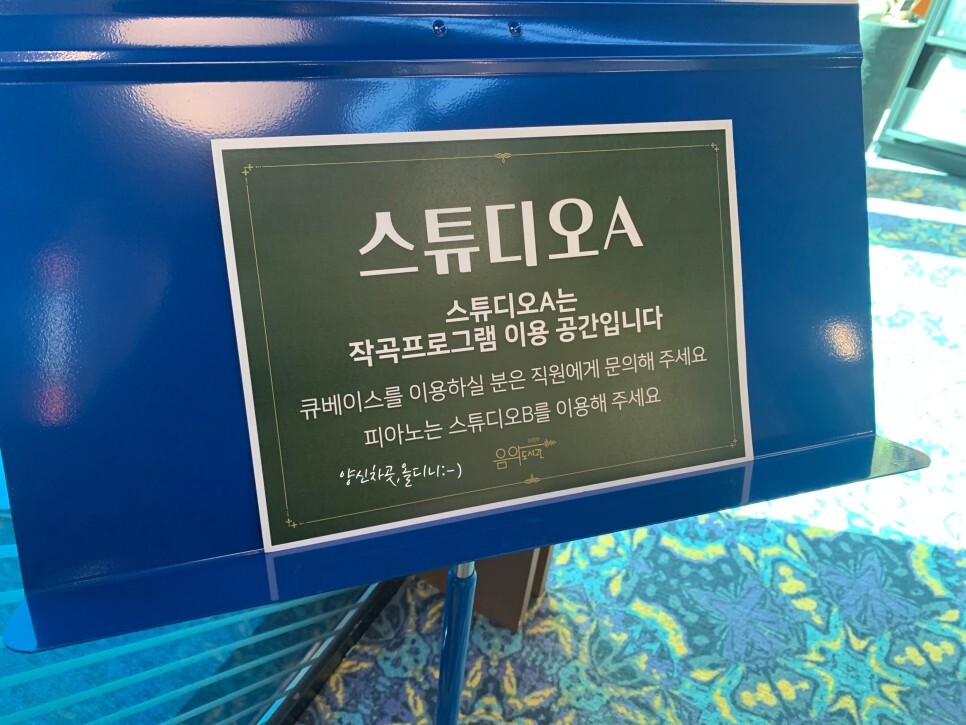 스튜디오A
스튜디오A는
작곡프로그램 이용 공간입니다
큐베이스를 이용하실 분은 직원에게 문의해 주세요
피아노는 스튜디오B를 이용해 주세요
음악도서관
양신차곡,올디니:-)